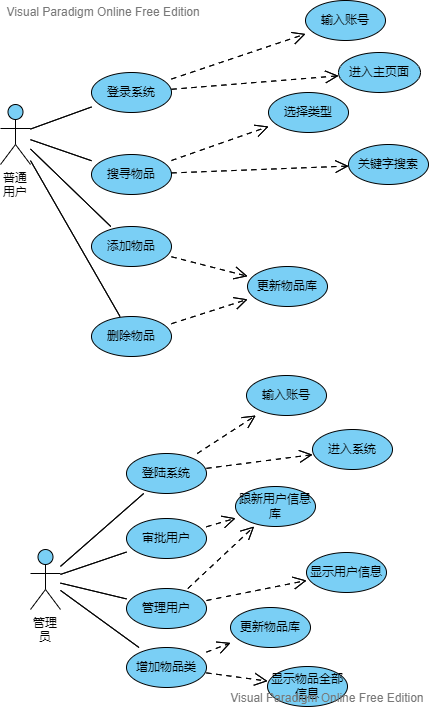 Visual Paradigm Online Free Edition
输入账号
进入主页面
登录系统
选择类型
关键字搜索
搜寻物品
普通
用户
添加物品
更新物品库
删除物品
输入账号
进入系统
登陆系统
跟新用户信息
库
审批用户
显示用户信息
管理用户
管理
员
更新物品库
增加物品类
显示物品全部
信息
Visual Paradigm Online Free Edition